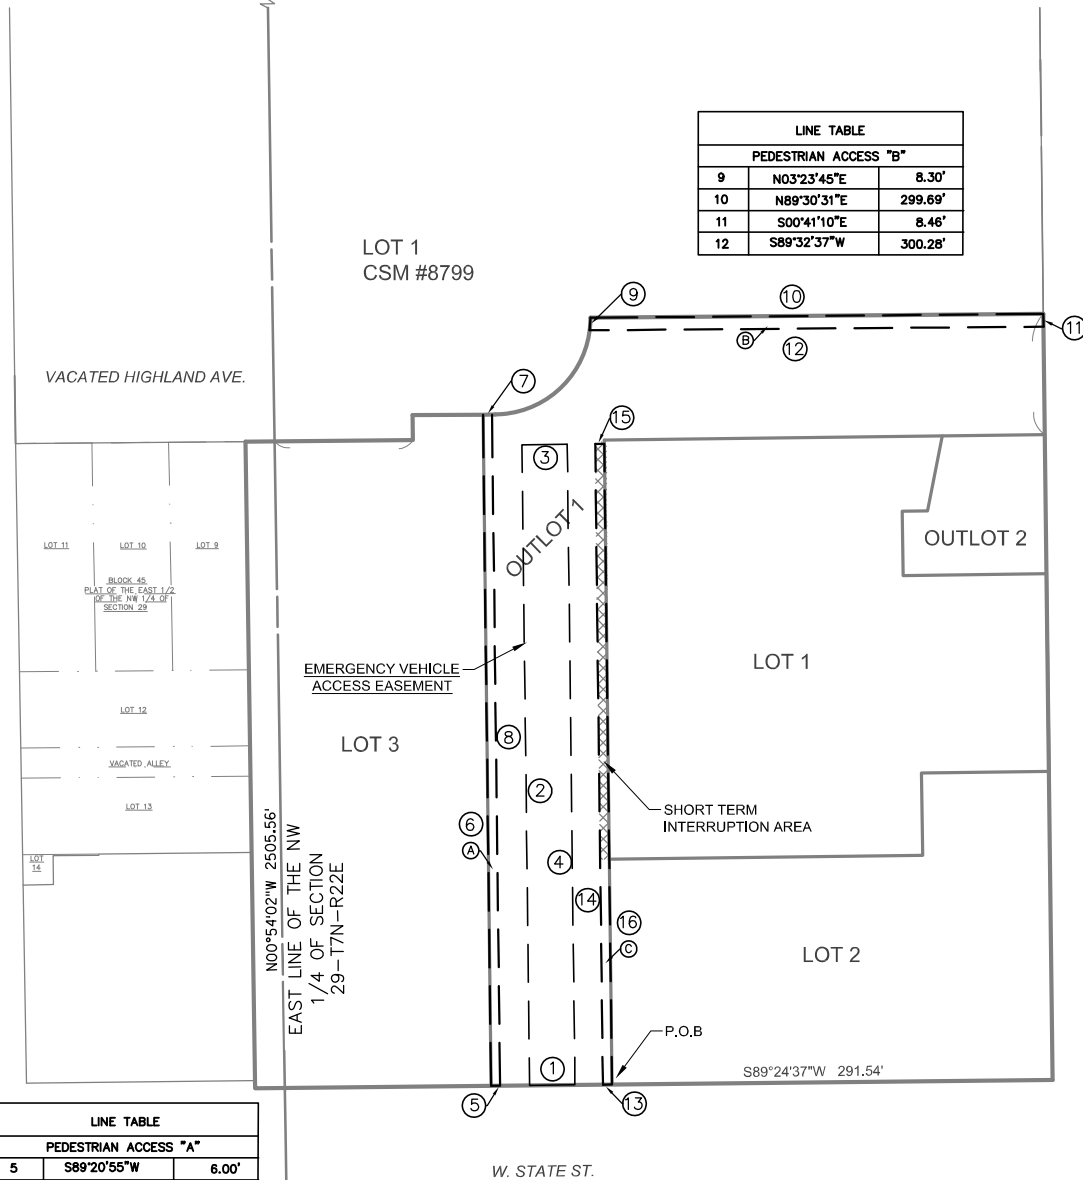 LINE TABLE
PEDESTRIAN ACCESS "B"
9 N03°23'45"E 8.30'
10 N89°30'31"E 299.69'
11 S00°41'10"E 8.46'
12 S89°32'37"W 300.28'
LOT 1
CSM #8799
9
10
11
B
12
VACATED HIGHLAND AVE.
7
15
3
OUTLOT 1
OUTLOT 2
LOT 11
LOT 10
LOT 9
BLOCK 45
PLAT OF THE EAST 1/2
OF THE NW 1/4 OF
SECTION 29
EMERGENCY VEHICLE
ACCESS EASEMENT
LOT 1
LOT 12
8
LOT 3
VACATED ALLEY
2
LOT 13
SHORT TERM
INTERRUPTION AREA
6
A
4
LOT
14
14
16
C
LOT 2
N00°54'02"W 2505.56'
EAST LINE OF THE NW
1/4 OF SECTION
29-T7N-R22E
P.O.B
1
S89°24'37"W 291.54'
5
13
LINE TABLE
PEDESTRIAN ACCESS "A"
5 S89°20'55"W 6.00'
W. STATE ST.